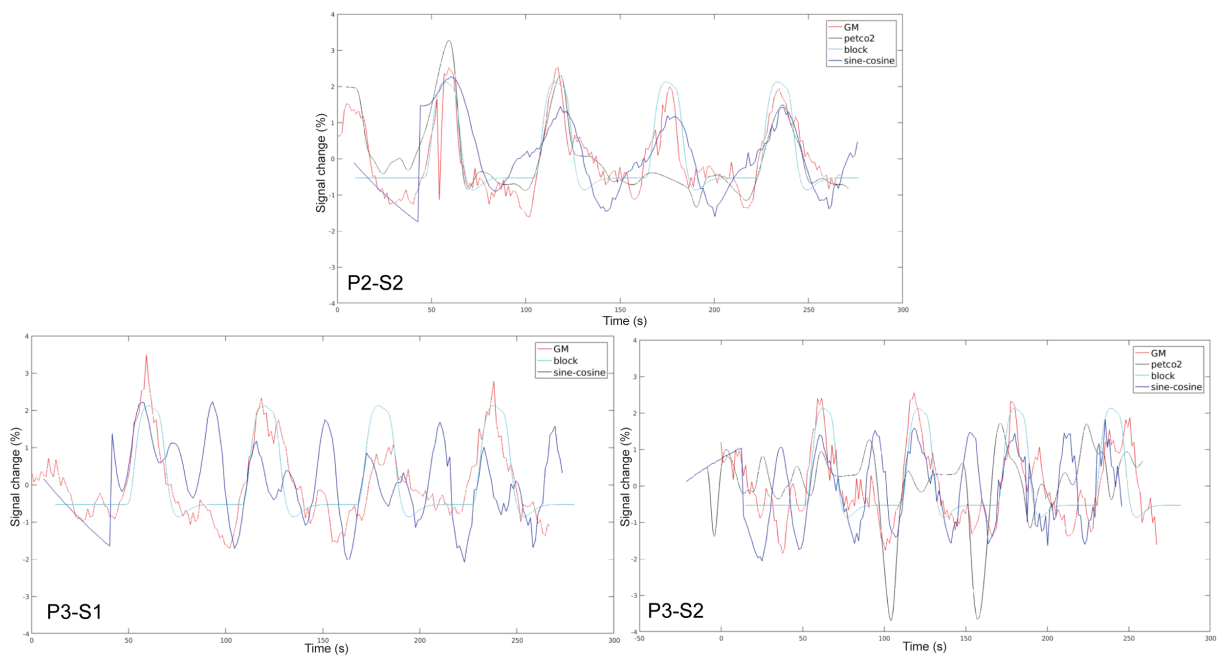 4
3
2
1
0
-1
-2
-3
-4
Signal change (%)
GM
petco2
block
sine-cosine
P2-S2
0
50
100
150
200
250
300
Time (s)
4
3
2
1
0
-1
-2
-3
-4
Signal change (%)
GM
block
sine-cosine
P3-S1
0
50
100
150
200
250
300
Time (s)
4
3
2
1
0
-1
-2
-3
-4
Signal change (%)
GM
petco2
block
sine-cosine
P3-S2
-50
0
50
100
150
200
250
300
Time (s)